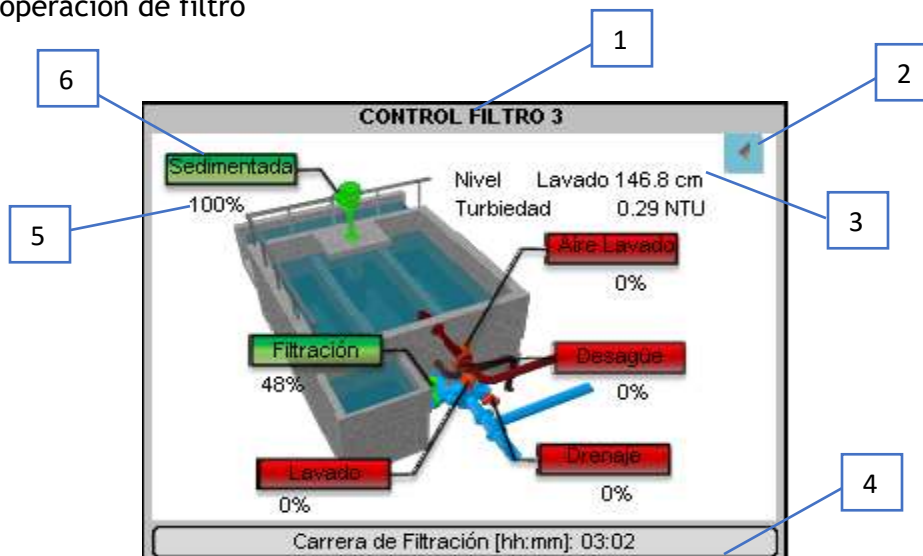 operación de filtro
1
6
2
CONTROL FILTRO 3
Sedimentada
100%
Nivel Lavado 146.8 cm
Turbiedad 0.29 NTU
3
5
Aire Lavado
0%
Filtración
48%
Desagüe
0%
Lavado
0%
Drenaje
0%
4
Carrera de Filtración [hh:mm]: 03:02